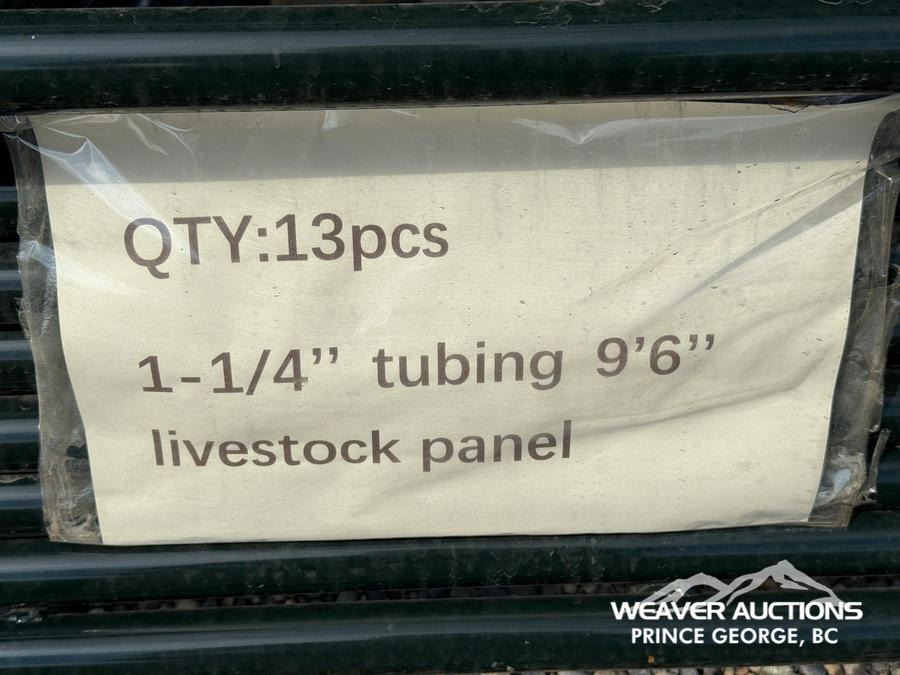 QTY:13pcs
1-1/4’’ tubing 9’6’’
livestock panel
WEAVER AUCTIONS
PRINCE GEORGE, BC